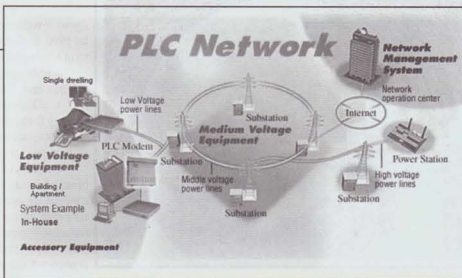 PLC Network
Network
Management
System
Network
operation center
Single dwelling
Low Voltage
power lines
Substation
Internet
PLC Modem
Medium Voltage
Equipment
Power Station
Low Voltage
Equipment
Substation
Building /
Apartment
Middle voltage
power lines
High voltage
power lines
System Example
In-House
Substation
Substation
Accessory Equipment